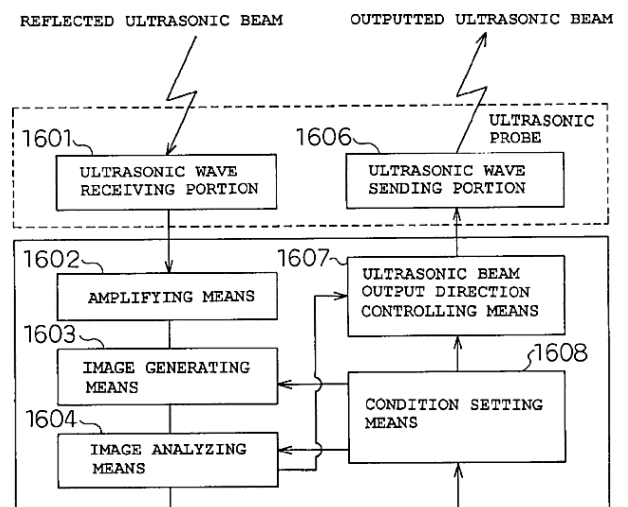 REFLECTED ULTRASONIC BEAM
OUTPUTTED ULTRASONIC BEAM
ULTRASONIC
PROBE
1601
ULTRASONIC WAVE
RECEIVING PORTION
1606
ULTRASONIC WAVE
SENDING PORTION
1602
AMPLIFYING MEANS
1607
ULTRASONIC BEAM
OUTPUT DIRECTION
CONTROLLING MEANS
1603
IMAGE GENERATING
MEANS
1608
CONDITION SETTING
MEANS
1604
IMAGE ANALYZING
MEANS